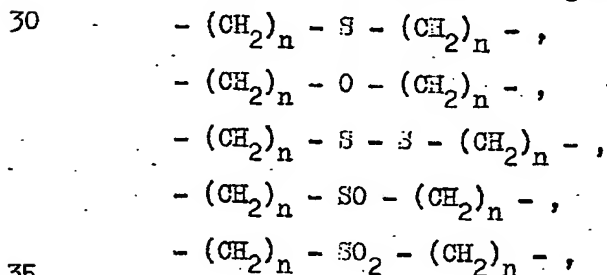 30 - (CH₂)ₙ - S - (CH₂)ₙ - ,
- (CH₂)ₙ - O - (CH₂)ₙ - ,
- (CH₂)ₙ - S - S - (CH₂)ₙ - ,
- (CH₂)ₙ - SO - (CH₂)ₙ - ,
35 - (CH₂)ₙ - SO₂ - (CH₂)ₙ - ,